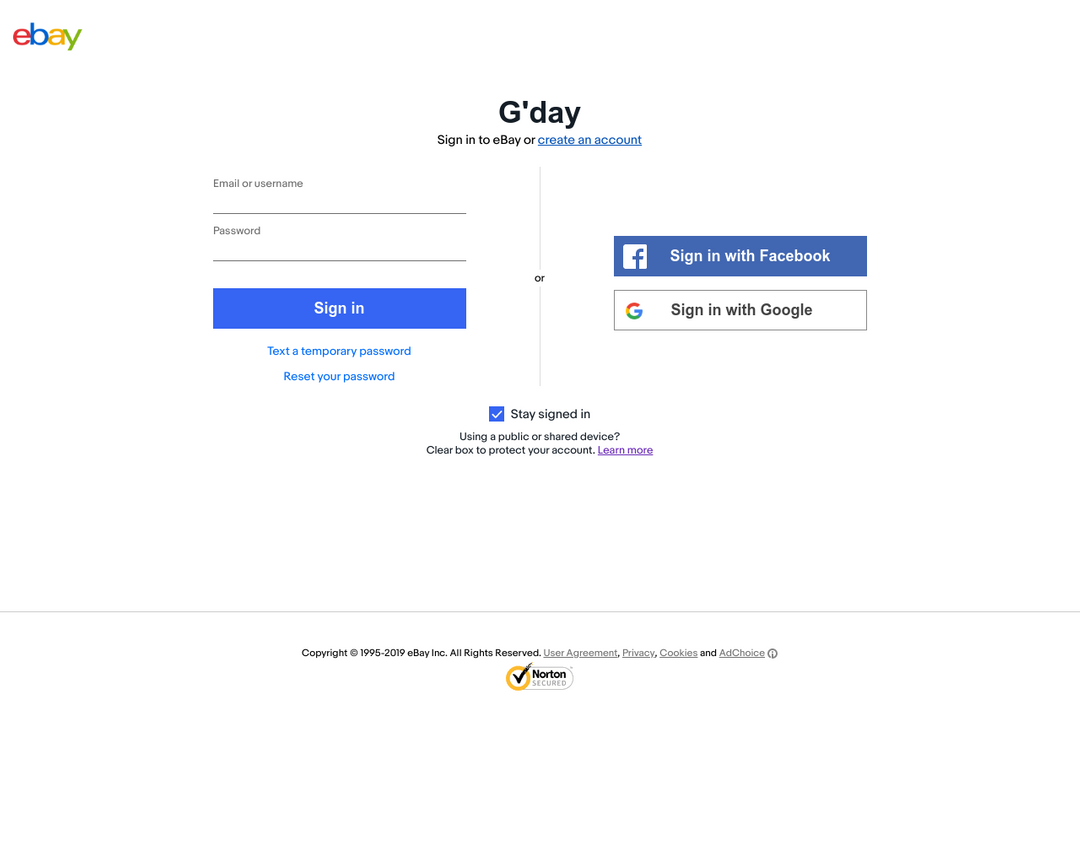 ebay
G'day
Sign in to eBay or create an account
Email or username
Password
Sign in
Text a temporary password
Reset your password
or
Sign in with Facebook
Sign in with Google
Stay signed in
Using a public or shared device?
Clear box to protect your account. Learn more
Copyright © 1995-2019 eBay Inc. All Rights Reserved. User Agreement, Privacy, Cookies and AdChoice
Norton
SECURED